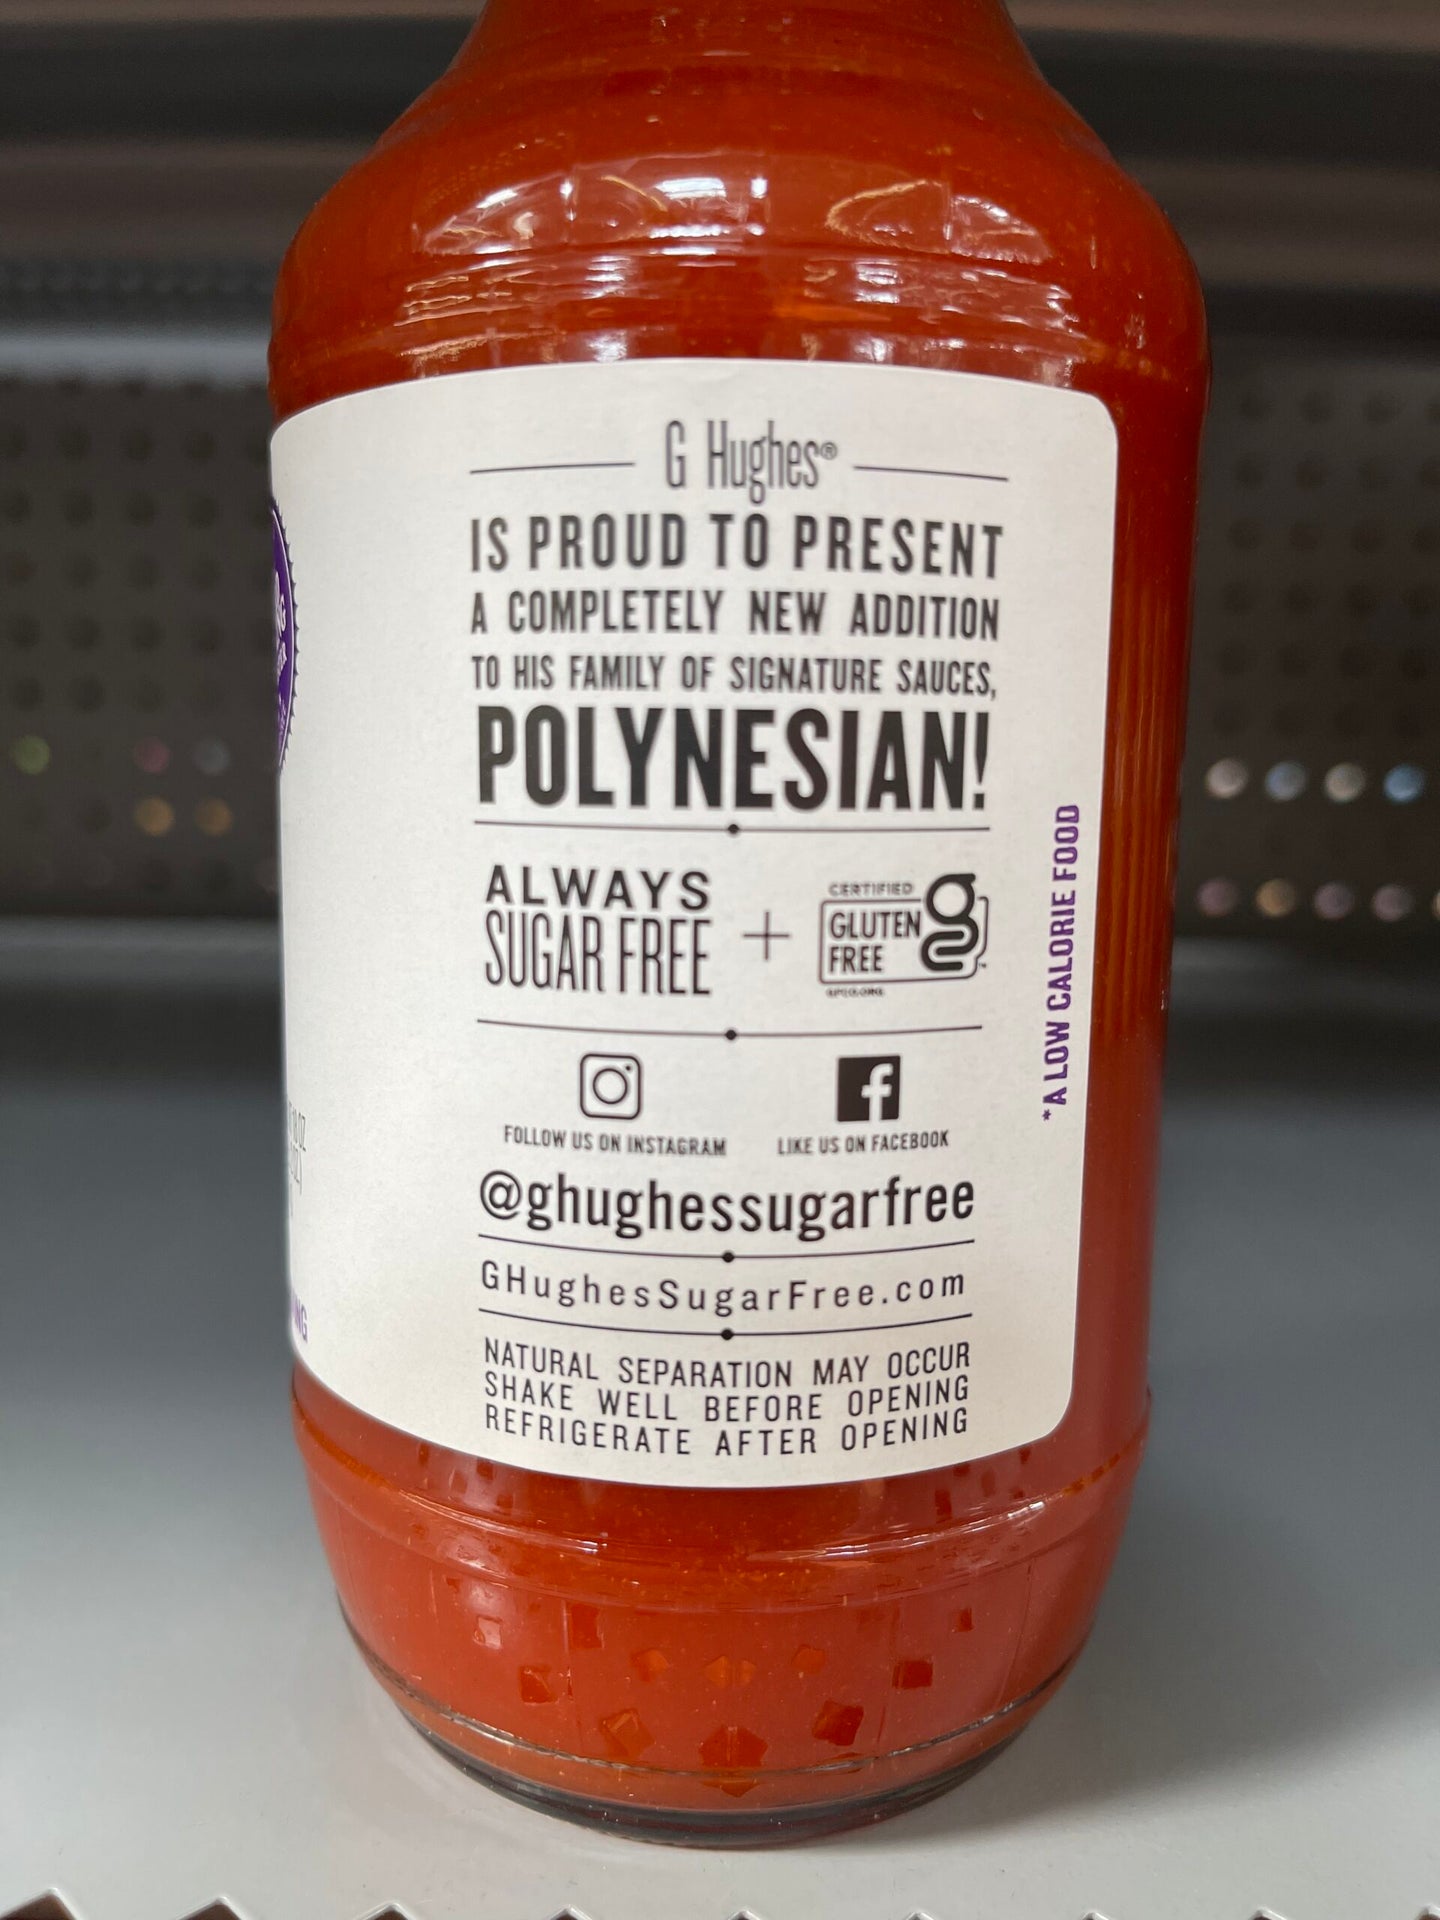 G Hughes®
IS PROUD TO PRESENT
A COMPLETELY NEW ADDITION
TO HIS FAMILY OF SIGNATURE SAUCES,
POLYNESIAN!
ALWAYS
SUGAR FREE
+
CERTIFIED
GLUTEN
FREE
g
GFCO.ORG
FOLLOW US ON INSTAGRAM
LIKE US ON FACEBOOK
@ghughessugarfree
GHughesSugarFree.com
NATURAL SEPARATION MAY OCCUR
SHAKE WELL BEFORE OPENING
REFRIGERATE AFTER OPENING
*A LOW CALORIE FOOD